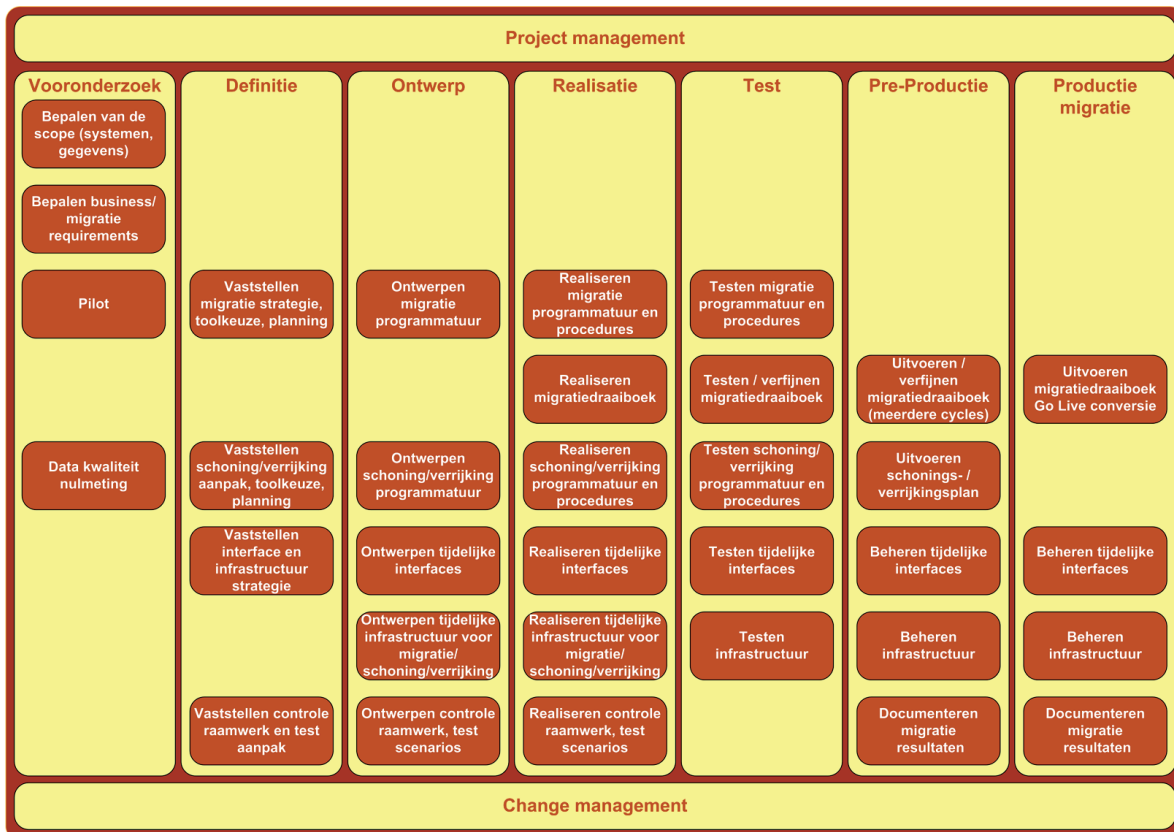 Project management
Vooronderzoek
Bepalen van de
scope (systemen,
gegevens)
Bepalen business/
migratie
requirements
Pilot
Data kwaliteit
nulmeting
Definitie
Vaststellen
migratie strategie,
toolkeuze, planning
Vaststellen
schoning/verrijking
aanpak, toolkeuze,
planning
Vaststellen
interface en
infrastructuur
strategie
Vaststellen controle
raamwerk en test
aanpak
Ontwerp
Ontwerpen
migratie
programmatuur
Ontwerpen
schoning/verrijking
programmatuur
Ontwerpen tijdelijke
interfaces
Ontwerpen tijdelijke
infrastructuur voor
migratie/
schoning/verrijking
Ontwerpen controle
raamwerk, test
scenarios
Realisatie
Realiseren
migratie
programmatuur en
procedures
Realiseren
migratiedraaiboek
Realiseren
schoning/verrijking
programmatuur en
procedures
Realiseren tijdelijke
interfaces
Realiseren tijdelijke
infrastructuur voor
migratie/
schoning/verrijking
Realiseren controle
raamwerk, test
scenarios
Test
Testen migratie
programmatuur en
procedures
Testen / verfijnen
migratiedraaiboek
Testen schoning/
verrijking
programmatuur en
procedures
Testen tijdelijke
interfaces
Testen
infrastructuur
Pre-Productie
Uitvoeren /
verfijnen
migratiedraaiboek
(meerdere cycles)
Uitvoeren
schonings- /
verrijkingsplan
Beheren tijdelijke
interfaces
Beheren
infrastructuur
Documenteren
migratie
resultaten
Productie
migratie
Uitvoeren
migratiedraaiboek
Go Live conversie
Beheren tijdelijke
interfaces
Beheren
infrastructuur
Documenteren
migratie
resultaten
Change management